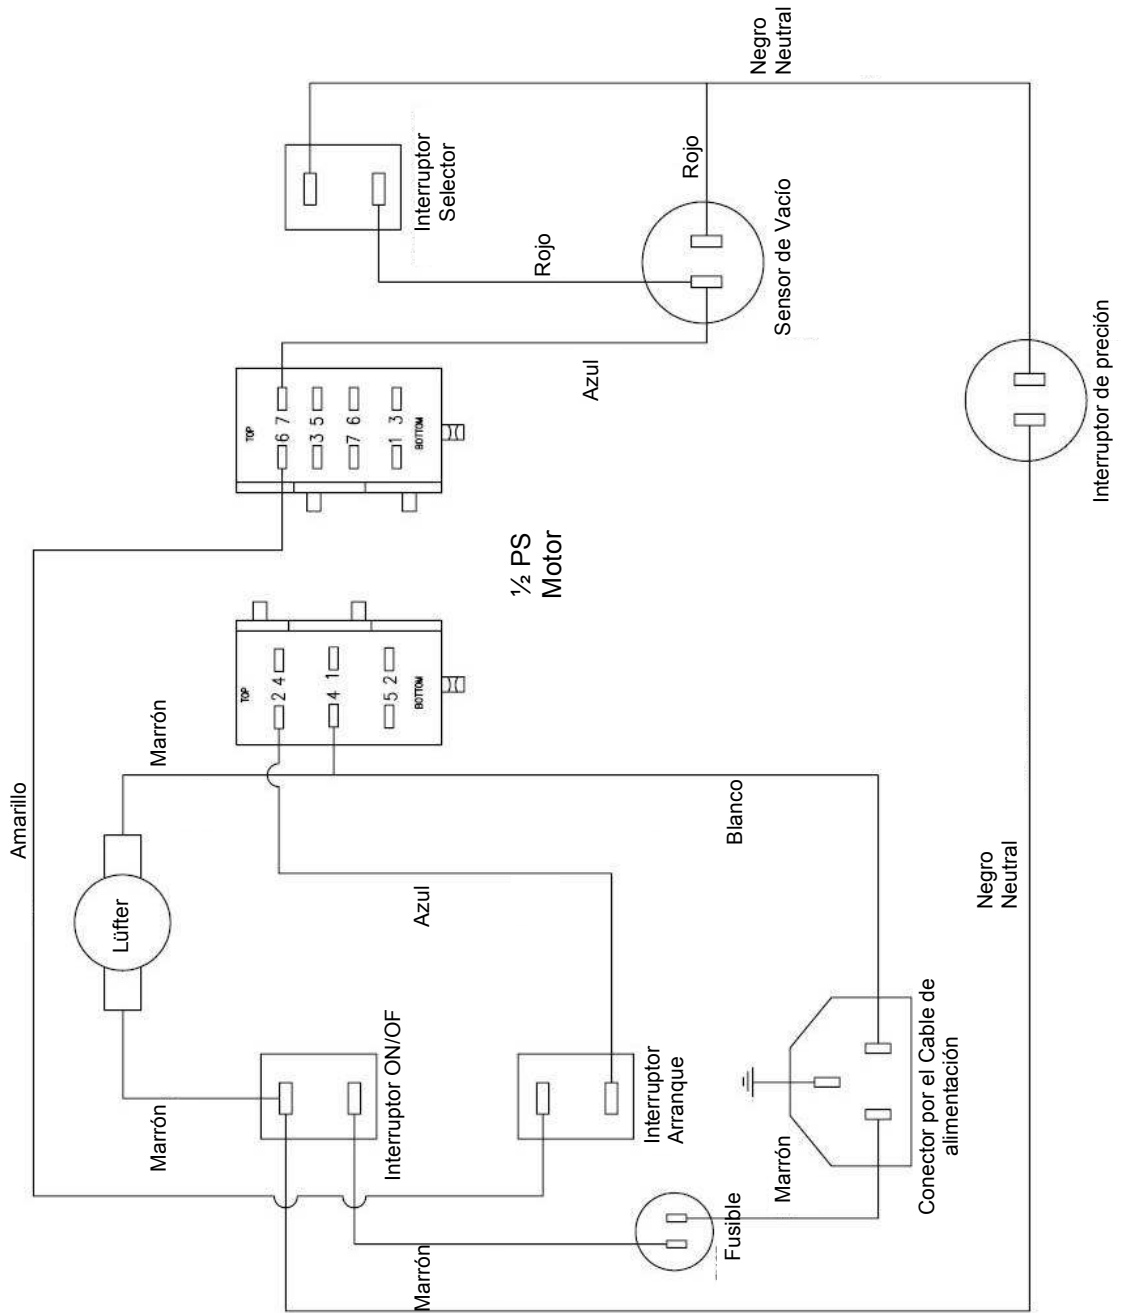 Amarillo
Lüfter
Marrón
Marrón
TOP
2 4
4 1
5 2
BOTTOM
TOP
6 7
3 5
7 6
1 3
BOTTOM
Interruptor ON/OF
Marrón
Azul
Interruptor
Selector
½ PS
Motor
Rojo
Azul
Interruptor
Arranque
Rojo
Fusible
Blanco
Negro
Neutral
Marrón
Sensor de Vacío
Conector por el Cable de
alimentación
Negro
Neutral
Interruptor de preción